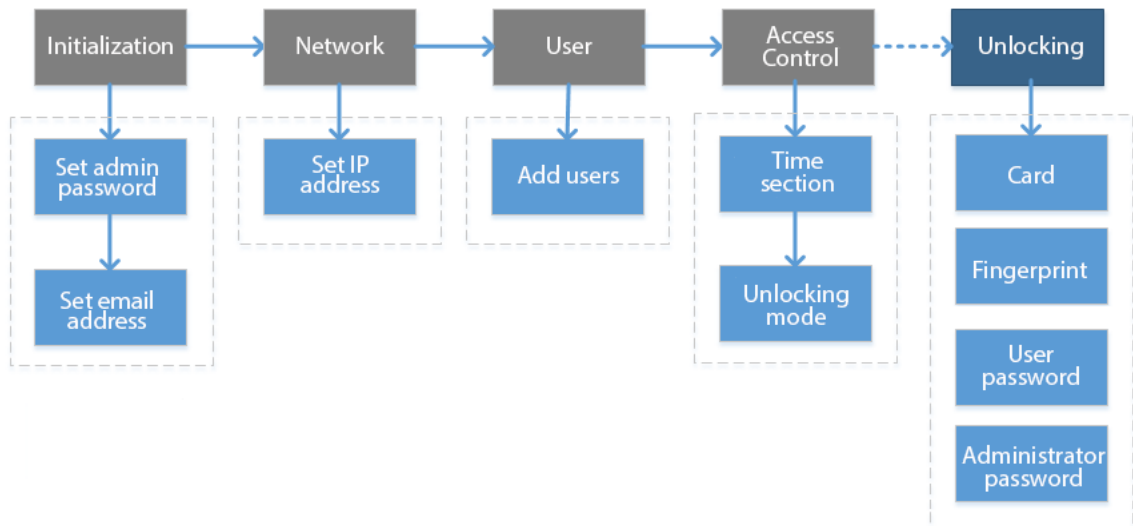 Initialization
Network
User
Access
Control
Unlocking
Set admin
password
Set email
address
Set IP
address
Add users
Time
section
Unlocking
mode
Card
Fingerprint
User
password
Administrator
password